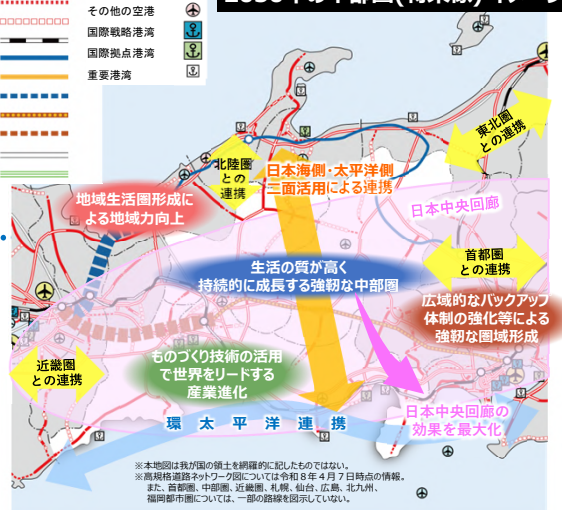 その他の空港
国際戦略港湾
国際拠点港湾
重要港湾
東北圏
との連携
北陸圏
との
連携
日本海側・太平洋側
二面活用による連携
地域生活圏形成に
よる地域力向上
日本中央回廊
首都圏
との連携
生活の質が高く
持続的に成長する強靭な中部圏
広域的なバックアップ
体制の強化等による
強靭な圏域形成
近畿圏
との連携
ものづくり技術の活用
で世界をリードする
産業進化
日本中央回廊の
効果を最大化
環太平洋連携
※本地図は我が国の領土を網羅的に記したものではない。
※高規格道路ネットワーク図については令和8年4月7日時点の情報。
また、首都圏、中部圏、近畿圏、札幌、仙台、広島、北九州、
福岡都市圏については、一部の路線を図示していない。